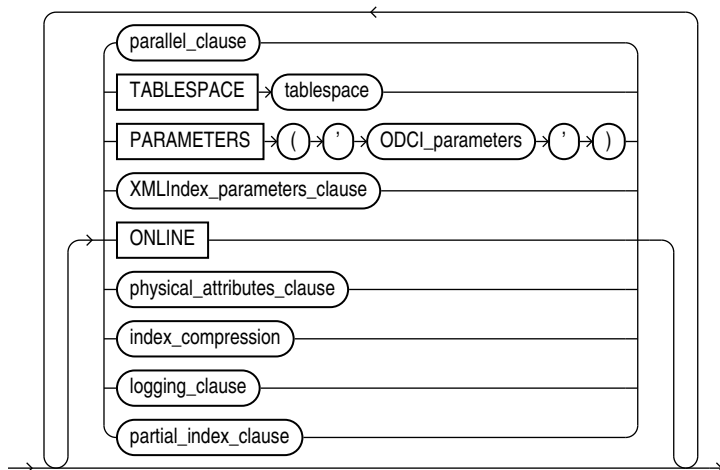 parallel_clause
TABLESPACE tablespace
PARAMETERS ( ' ODCI_parameters ' )
XMLIndex_parameters_clause
ONLINE
physical_attributes_clause
index_compression
logging_clause
partial_index_clause